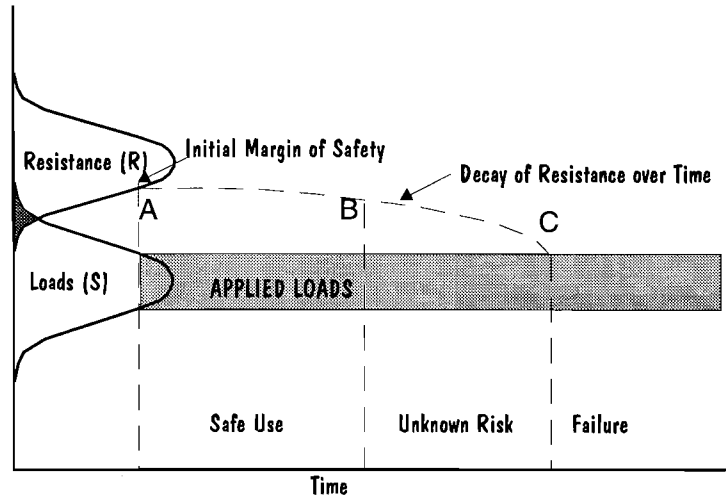 Initial Margin of Safety
Resistance (R)
Decay of Resistance over Time
A
B
C
Loads (S)
APPLIED LOADS
Safe Use
Unknown Risk
Failure
Time